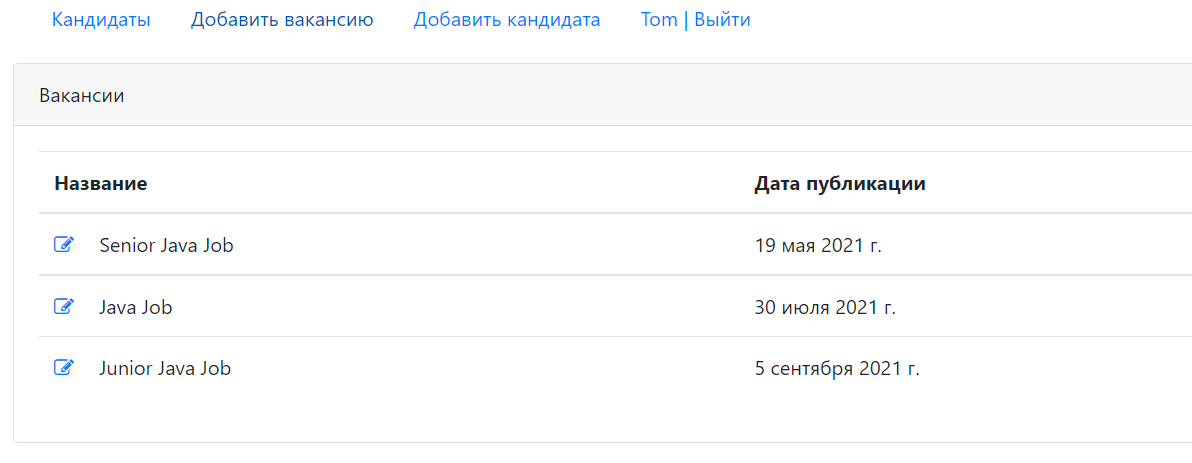 Кандидаты Добавить вакансию Добавить кандидата Tom | Выйти
Вакансии
Название Дата публикации
Senior Java Job 19 мая 2021 г.
Java Job 30 июля 2021 г.
Junior Java Job 5 сентября 2021 г.